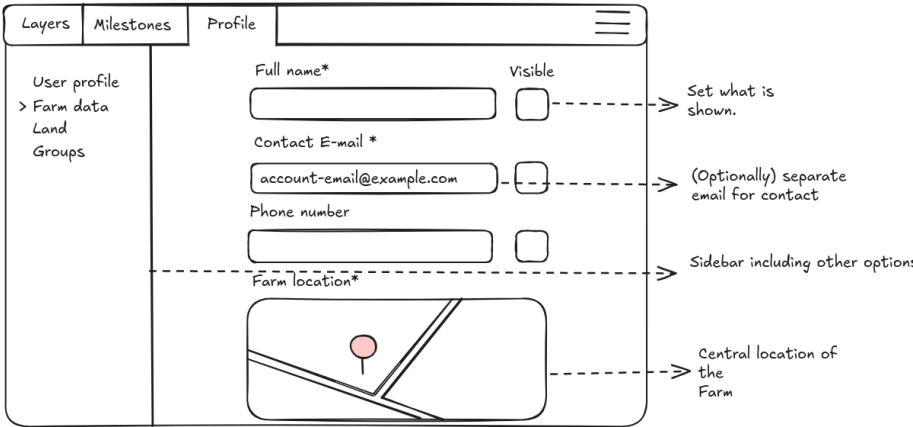 Layers
Milestones
Profile
User profile
> Farm data
Land
Groups
Full name*
Visible
Contact E-mail *
account-email@example.com
Phone number
Farm location*
Set what is
shown.
(Optionally) separate
email for contact
Sidebar including other options
Central location of
the
Farm